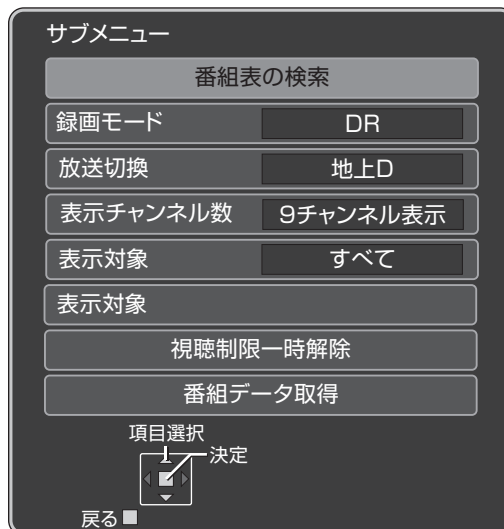 サブメニュー
番組表の検索
録画モード DR
放送切換 地上D
表示チャンネル数 9チャンネル表示
表示対象 すべて
表示対象
視聴制限一時解除
番組データ取得
項目選択
決定
戻る